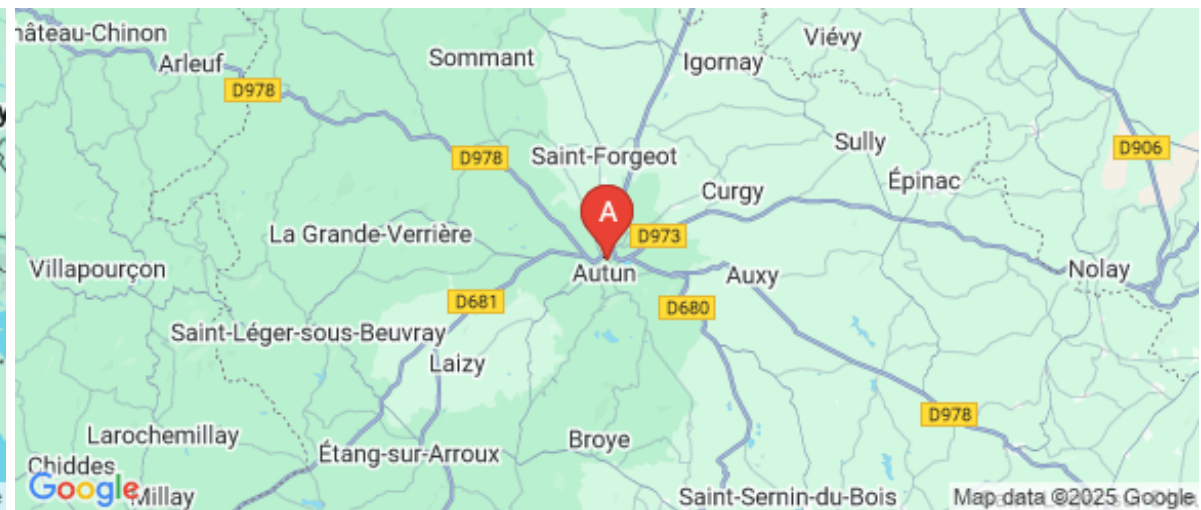 hâteau-Chinon
Viévy
Arleuf
Sommant
Igornay
D978
Sully
D906
D978
Saint-Forgeot
Épinac
Curgy
A
La Grande-Verrière
D973
Villapourçon
Autun
Auxy
Nolay
D681
D680
Saint-Léger-sous-Beuvray
Laizy
D978
Larochemillay
Broye
Étang-sur-Arroux
Chiddes
Google
Millay
Saint-Sernin-du-Bois
Map data ©2025 Google